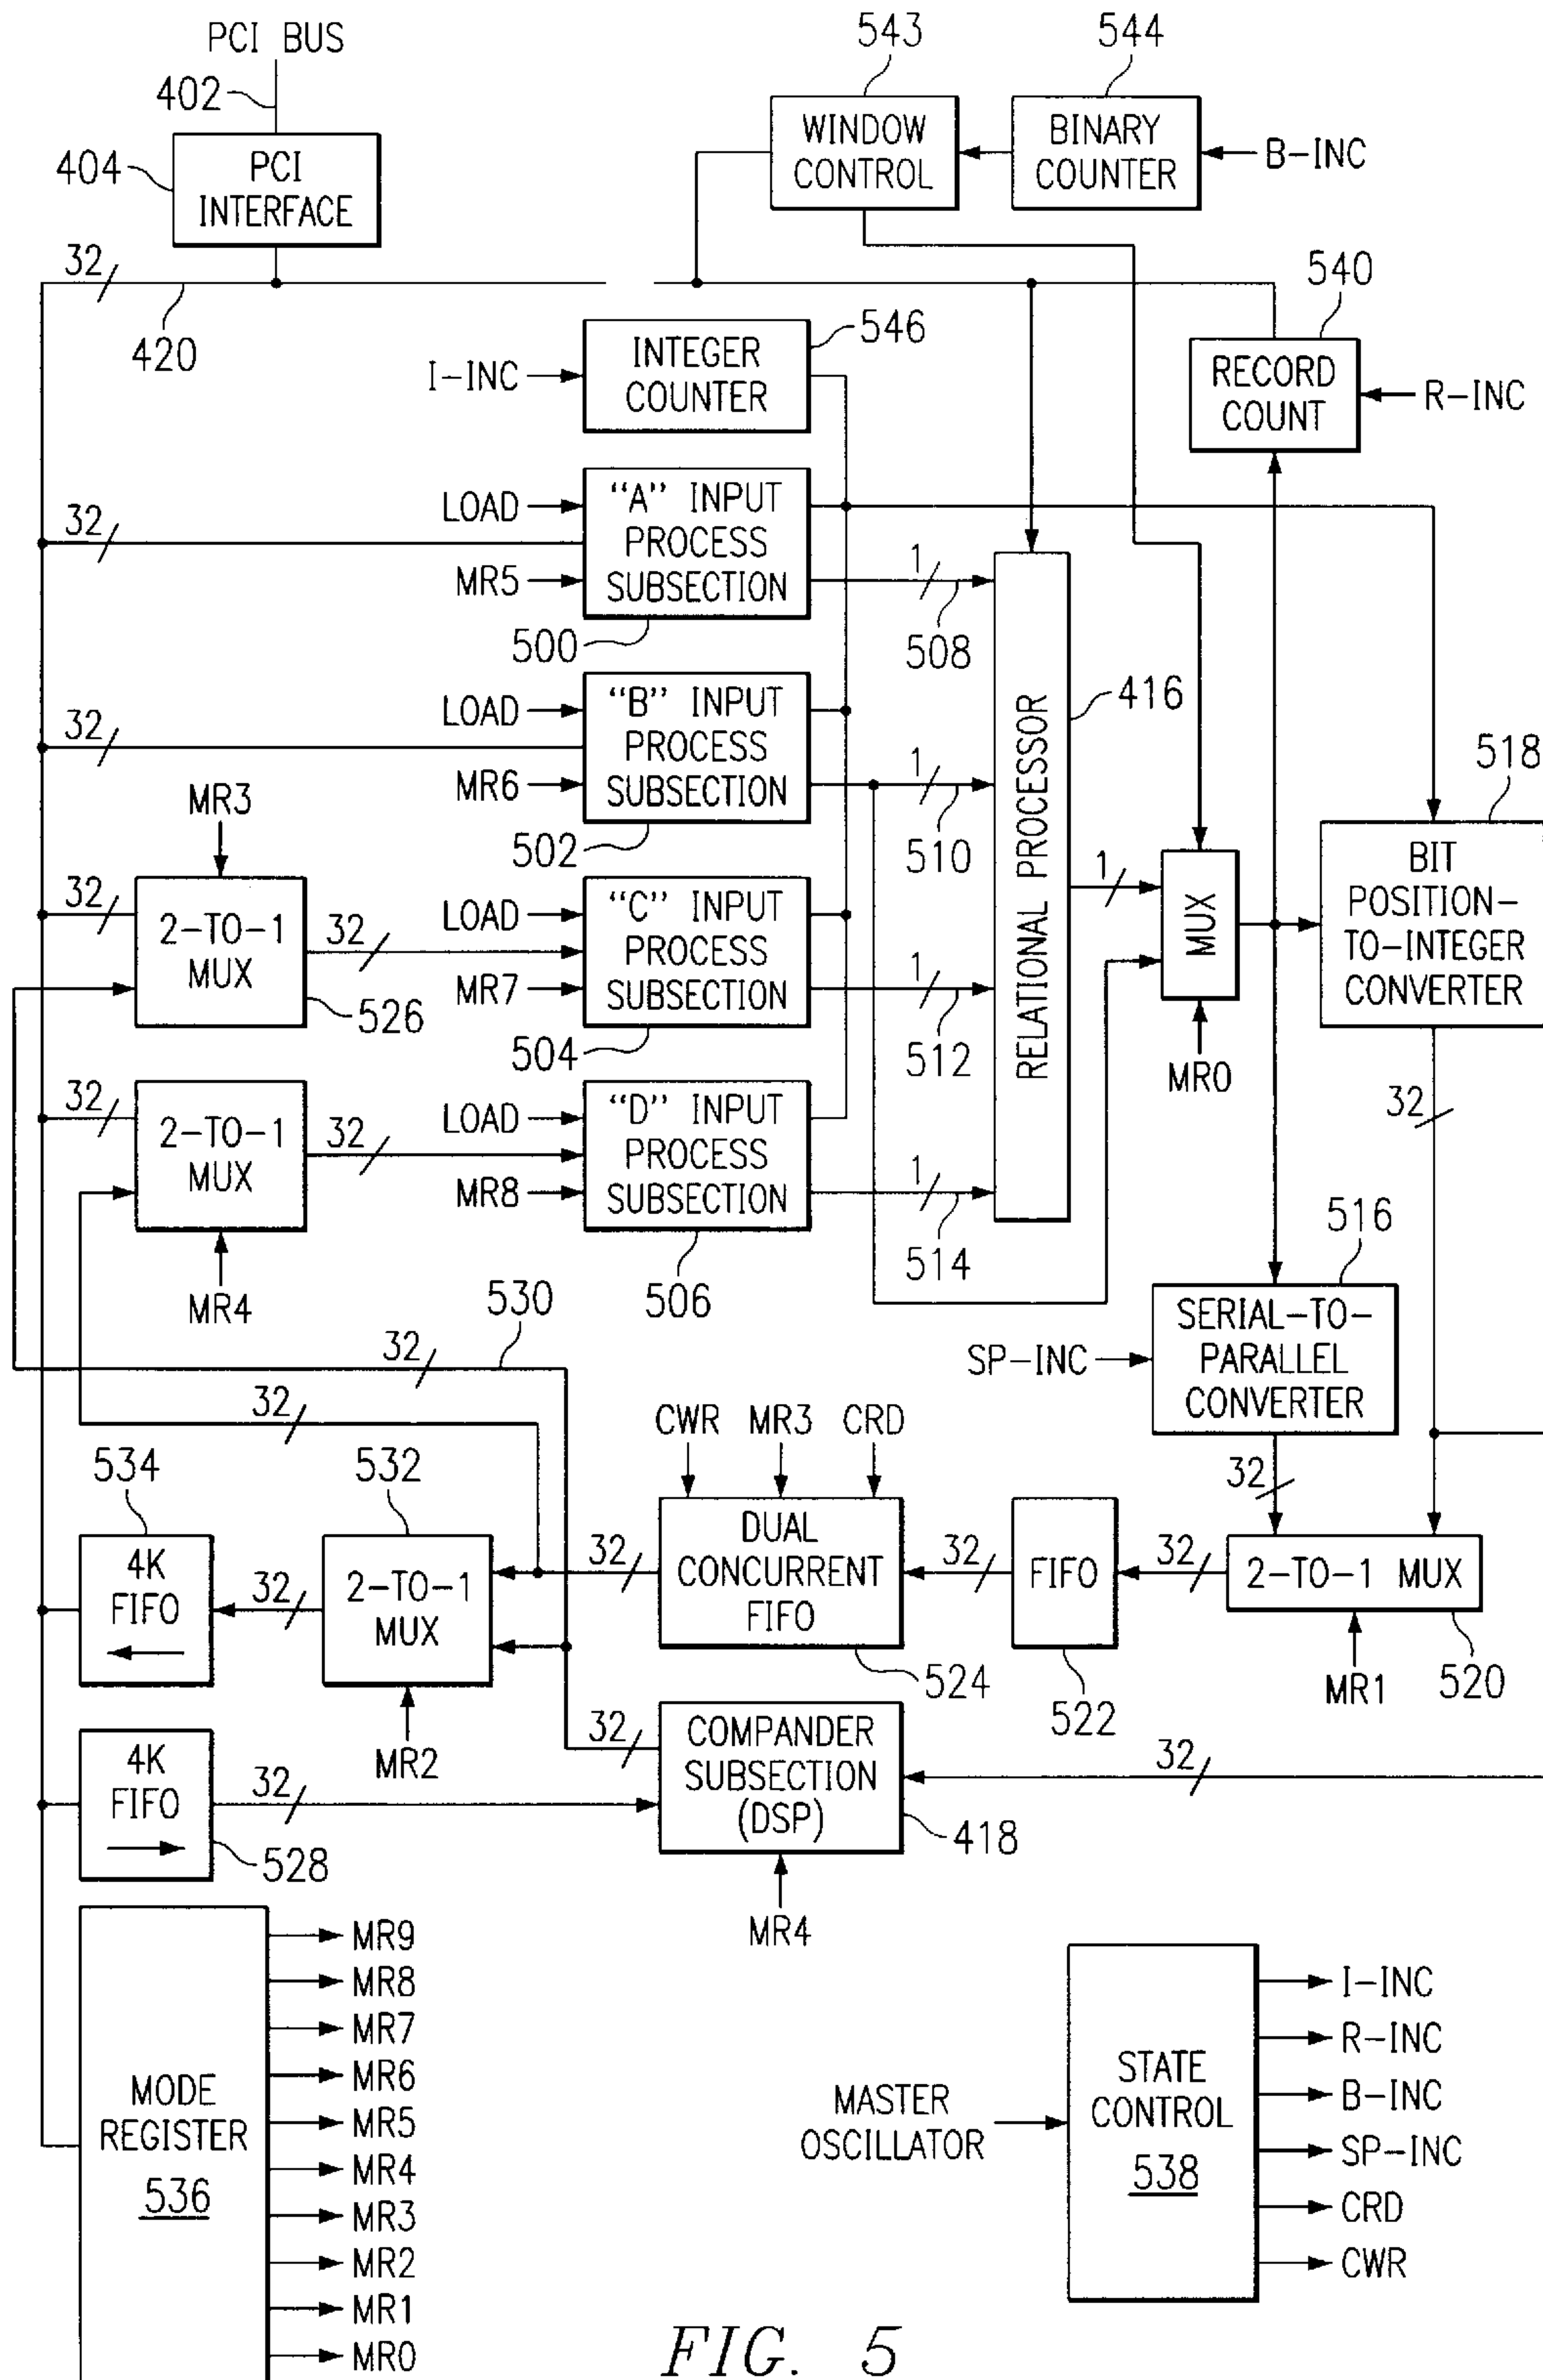 PCI BUS
402
404
PCI
INTERFACE
543
544
WINDOW
CONTROL
BINARY
COUNTER
B-INC
32
420
540
RECORD
COUNT
R-INC
546
I-INC
INTEGER
COUNTER
32
LOAD
MR5
"A" INPUT
PROCESS
SUBSECTION
500
1
508
32
LOAD
MR6
"B" INPUT
PROCESS
SUBSECTION
502
1
510
416
RELATIONAL PROCESSOR
518
BIT
POSITION-
TO-INTEGER
CONVERTER
MR3
32
2-TO-1
MUX
526
32
LOAD
MR7
"C" INPUT
PROCESS
SUBSECTION
504
1
512
1
MUX
MR0
32
32
2-TO-1
MUX
MR4
32
LOAD
MR8
"D" INPUT
PROCESS
SUBSECTION
506
1
514
516
SP-INC
SERIAL-TO-
PARALLEL
CONVERTER
32
530
32
32
534
4K
FIFO
32
532
2-TO-1
MUX
MR2
32
CWR
MR3
CRD
DUAL
CONCURRENT
FIFO
524
32
FIFO
522
32
2-TO-1 MUX
MR1
520
4K
FIFO
528
32
32
COMPANDER
SUBSECTION
(DSP)
418
MR4
32
MODE
REGISTER
536
MR9
MR8
MR7
MR6
MR5
MR4
MR3
MR2
MR1
MR0
MASTER
OSCILLATOR
STATE
CONTROL
538
I-INC
R-INC
B-INC
SP-INC
CRD
CWR
FIG. 5